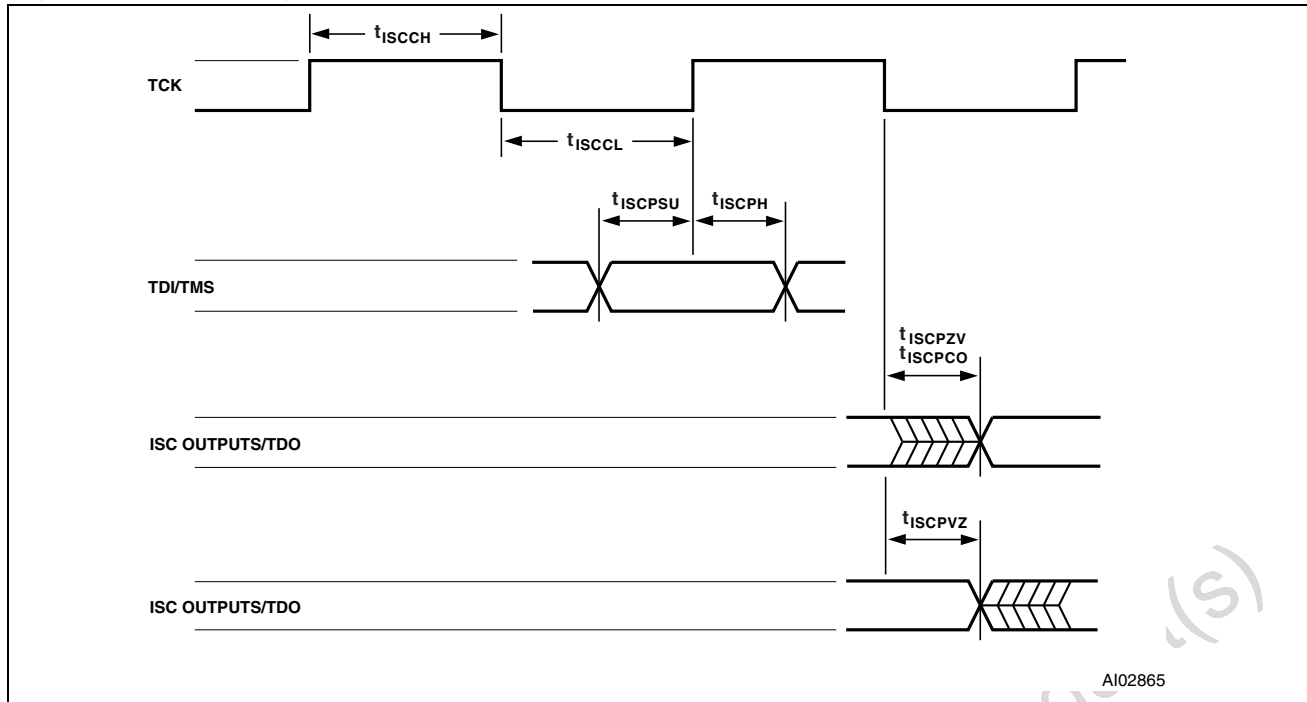 tISCCH
TCK
tISCCL
tISCPSU
tISCPH
TDI/TMS
tISCPZV
tISCPCO
ISC OUTPUTS/TDO
tISCPVZ
ISC OUTPUTS/TDO
AI02865